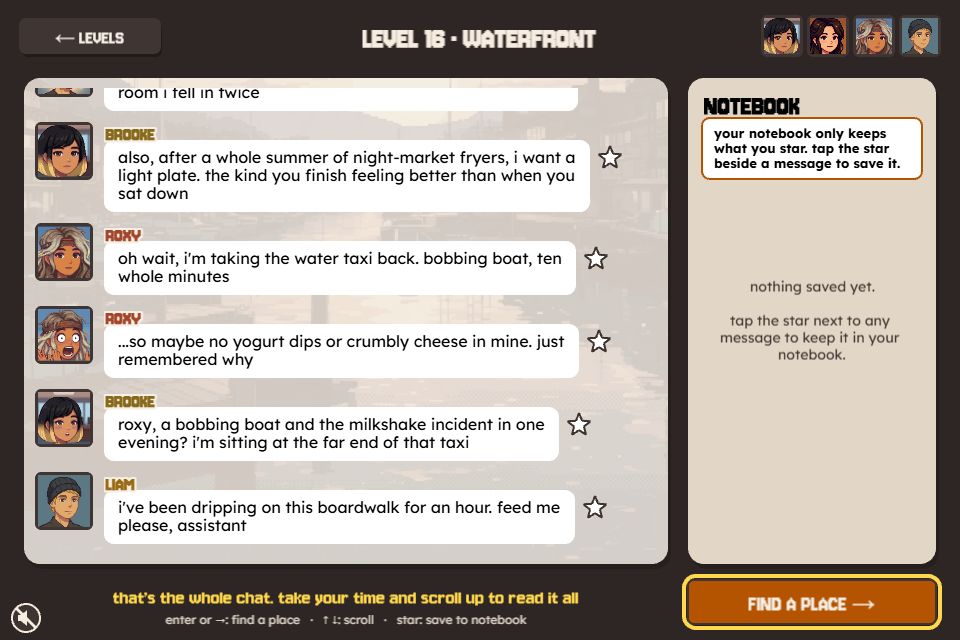 ← LEVELS
LEVEL 16 · WATERFRONT
room i fell in twice
BROOKE
also, after a whole summer of night-market fryers, i want a
light plate. the kind you finish feeling better than when you
sat down
ROXY
oh wait, i'm taking the water taxi back. bobbing boat, ten
whole minutes
ROXY
...so maybe no yogurt dips or crumbly cheese in mine. just
remembered why
BROOKE
roxy, a bobbing boat and the milkshake incident in one
evening? i'm sitting at the far end of that taxi
LIAM
i've been dripping on this boardwalk for an hour. feed me
please, assistant
NOTEBOOK
your notebook only keeps
what you star. tap the star
beside a message to save it.
nothing saved yet.
tap the star next to any
message to keep it in your
notebook.
that's the whole chat. take your time and scroll up to read it all
enter or →: find a place · ↑ ↓: scroll · star: save to notebook
FIND A PLACE →